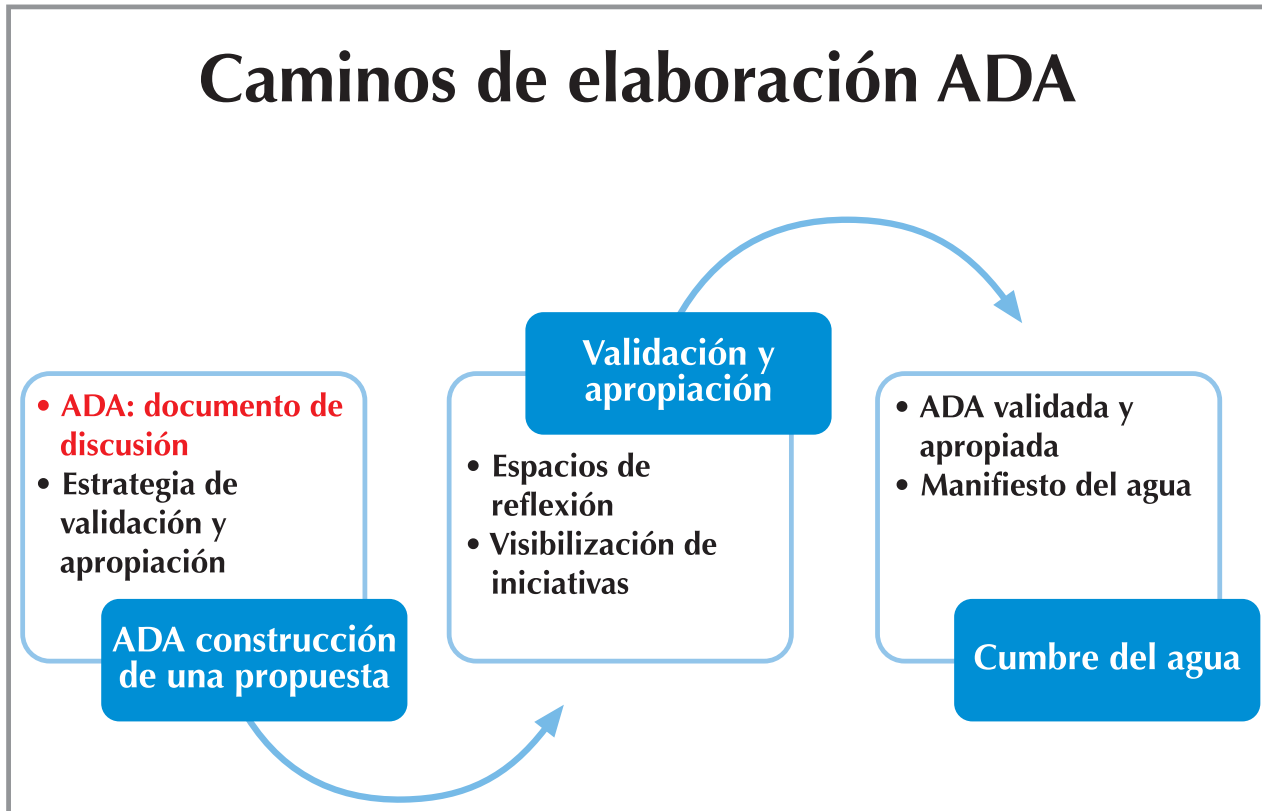 Caminos de elaboración ADA
• ADA: documento de
discusión
• Estrategia de
validación y
apropiación
ADA construcción
de una propuesta
Validación y
apropiación
• Espacios de
reflexión
• Visibilización de
iniciativas
• ADA validada y
apropiada
• Manifiesto del agua
Cumbre del agua